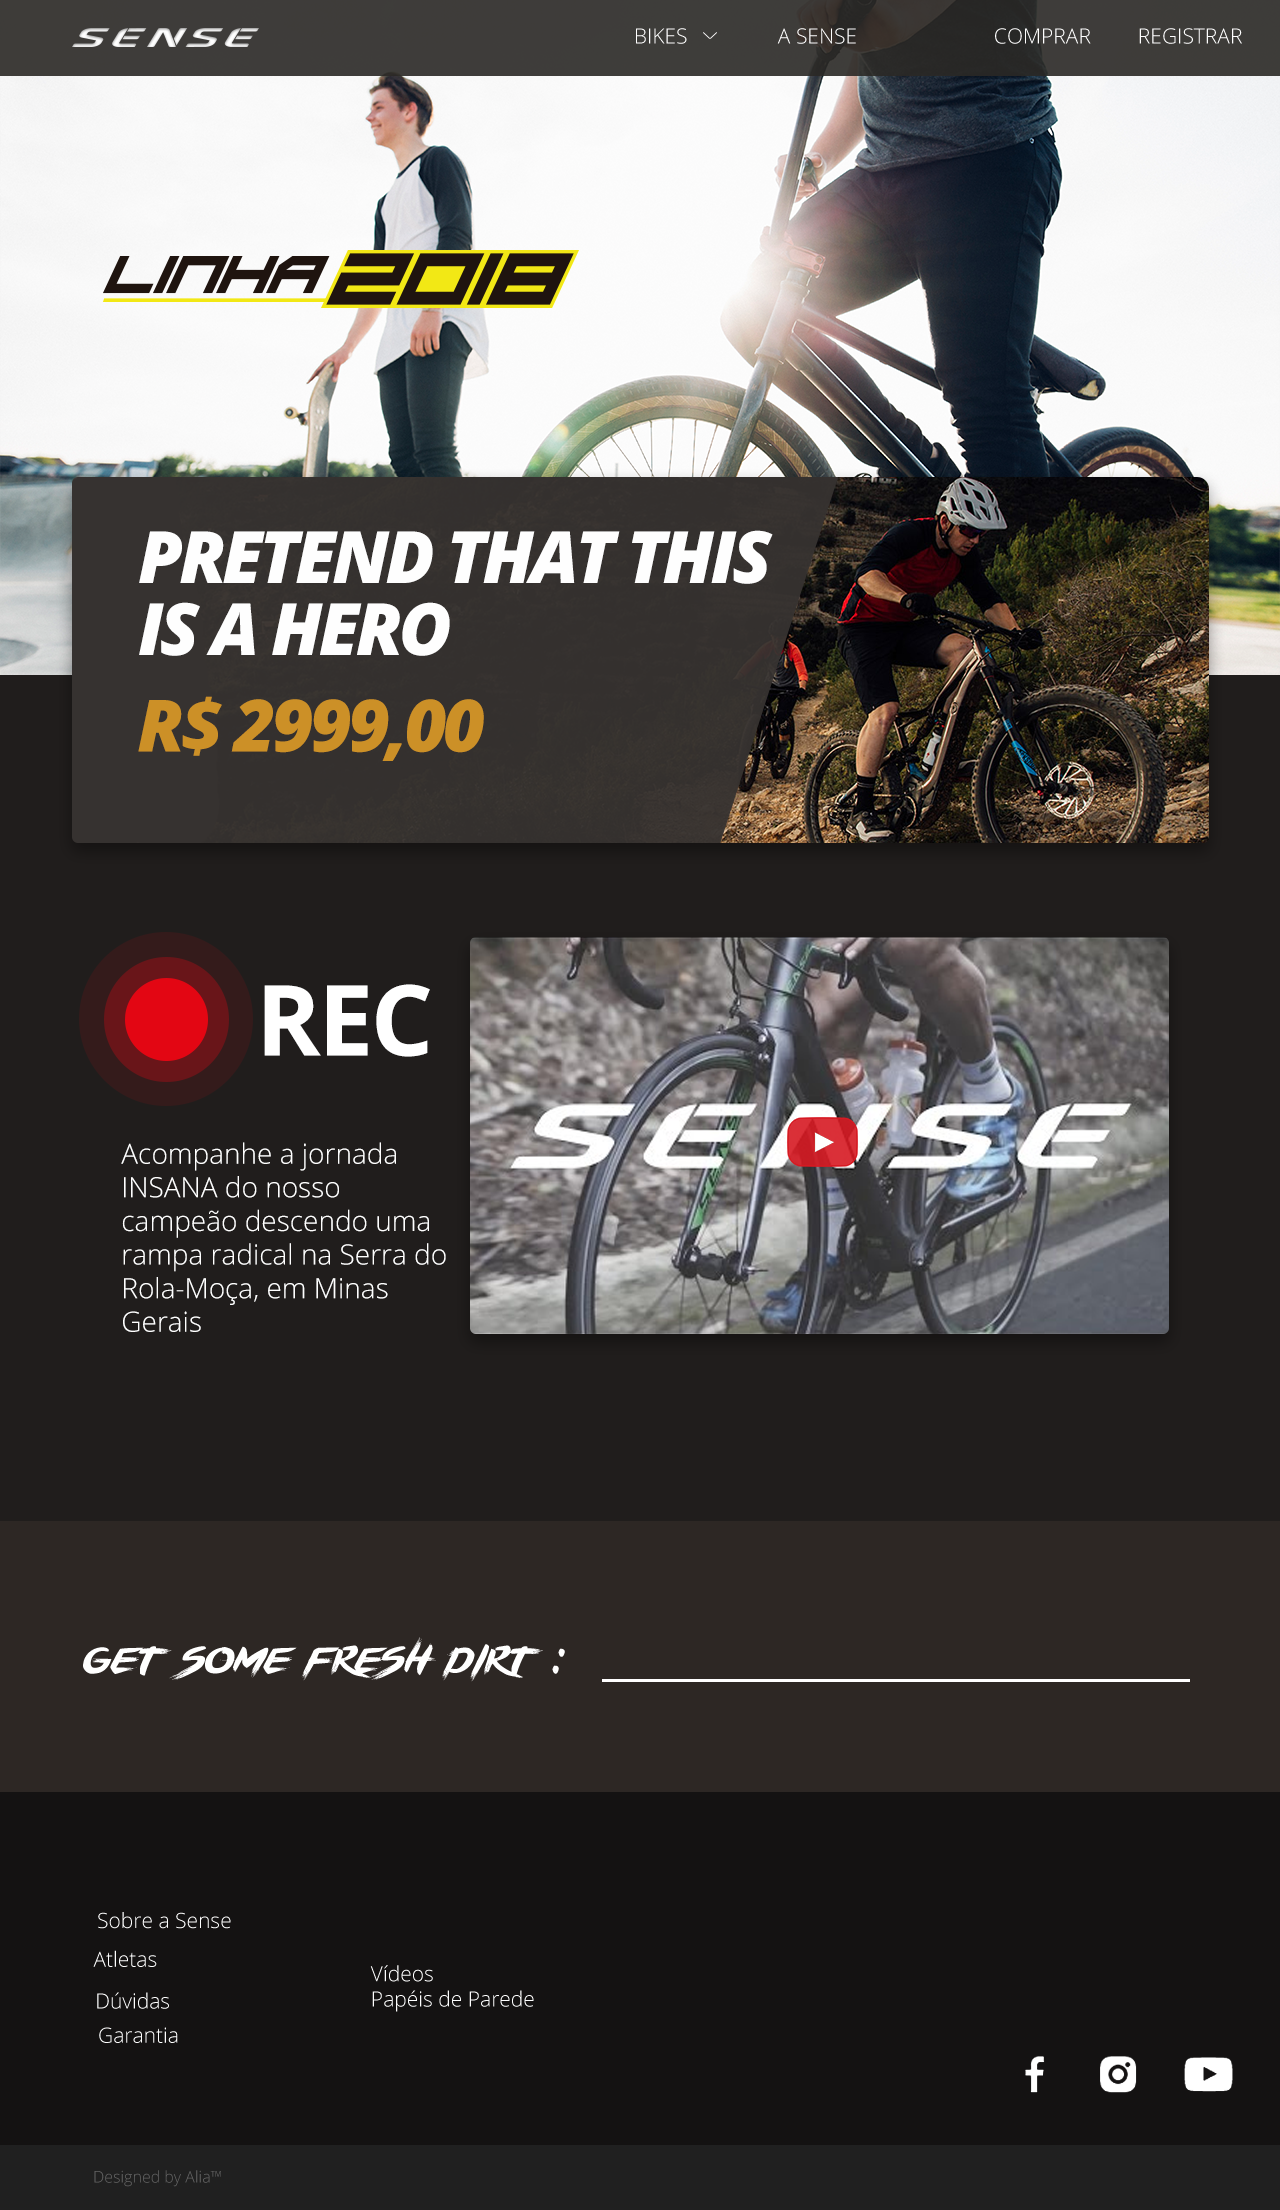 SENSE
BIKES
A SENSE
COMPRAR
REGISTRAR
LINHA 2018
PRETEND THAT THIS
IS A HERO
R$ 2999,00
REC
SENSE
Acompanhe a jornada
INSANA do nosso
campeão descendo uma
rampa radical na Serra do
Rola-Moça, em Minas
Gerais
GET SOME FRESH DIRT :
Sobre a Sense
Atletas
Dúvidas
Garantia
Vídeos
Papéis de Parede
Designed by Alia™